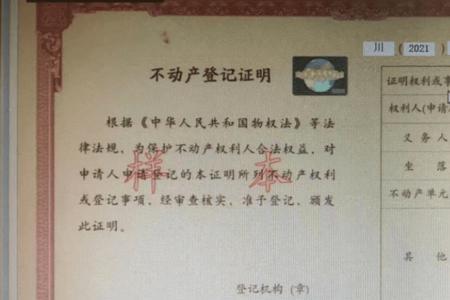 川 ( 2021 )
不动产登记证明
根据《中华人民共和国物权法》等法
律法规，为保护不动产权利人合法权益，对
申请人申请登记的本证明所列不动产权利
或登记事项，经审查核实，准予登记，颁发
此证明。
样本
登记机构 (章)
证明权利或事
权利人(申请
义务人
坐落
不动产单元
其他